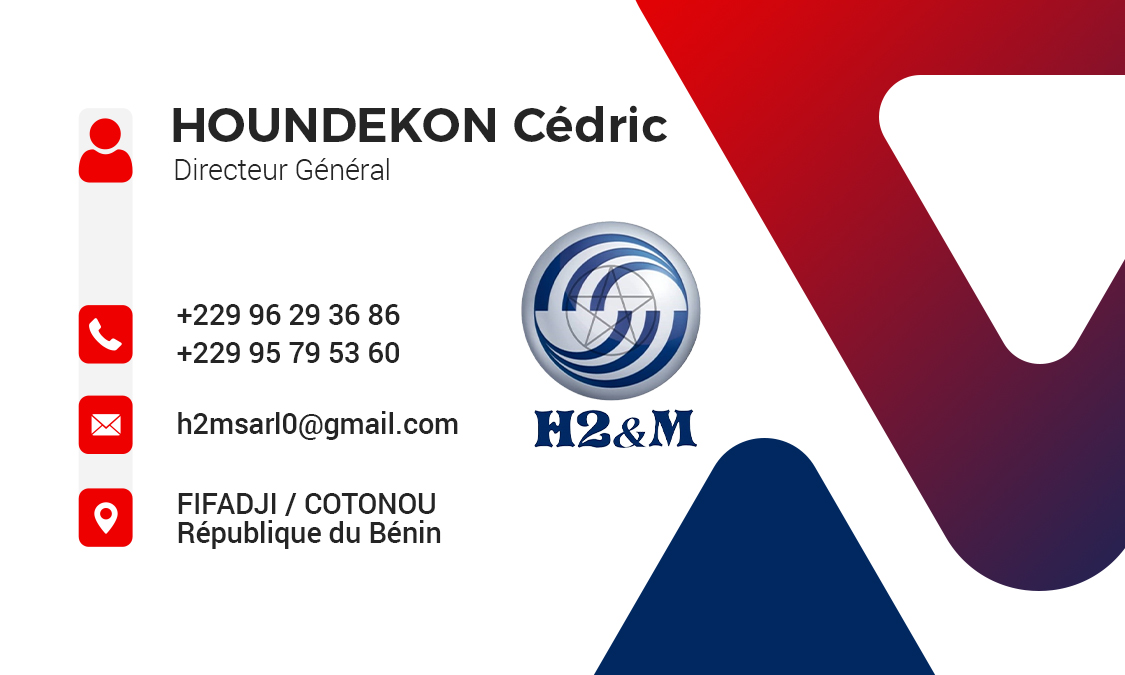 HOUNDEKON Cédric
Directeur Général
+229 96 29 36 86
+229 95 79 53 60
h2msarl0@gmail.com
H2&M
FIFADJI / COTONOU
République du Bénin